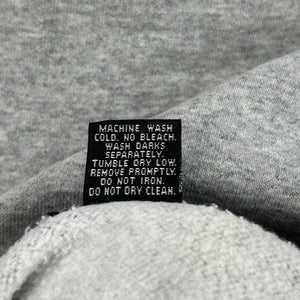 MACHINE WASH
COLD. NO BLEACH.
WASH DARKS
SEPARATELY.
TUMBLE DRY LOW.
REMOVE PROMPTLY.
DO NOT IRON.
DO NOT DRY CLEAN.